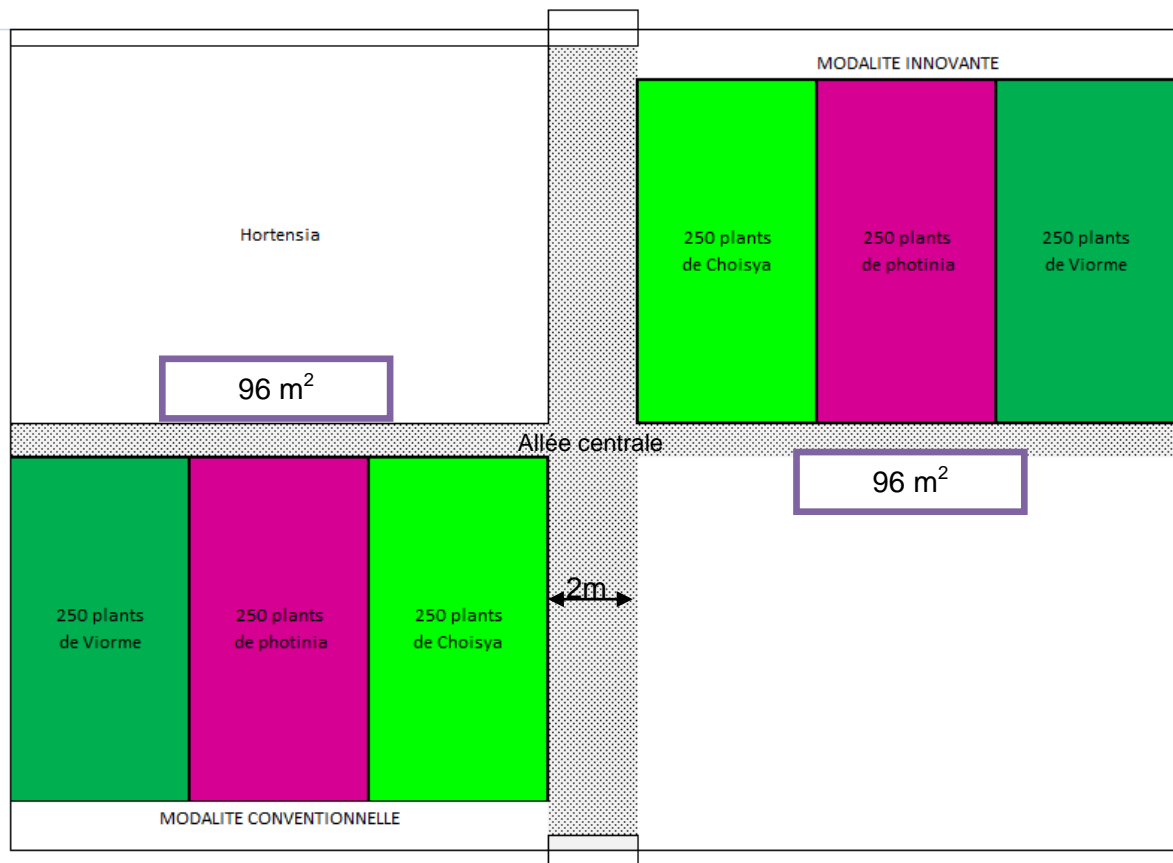 MODALITE INNOVANTE
Hortensia
250 plants
de Choisya
250 plants
de photinia
250 plants
de Viorme
96 m²
Allée centrale
96 m²
250 plants
de Viorme
250 plants
de photinia
250 plants
de Choisya
2m
MODALITE CONVENTIONNELLE